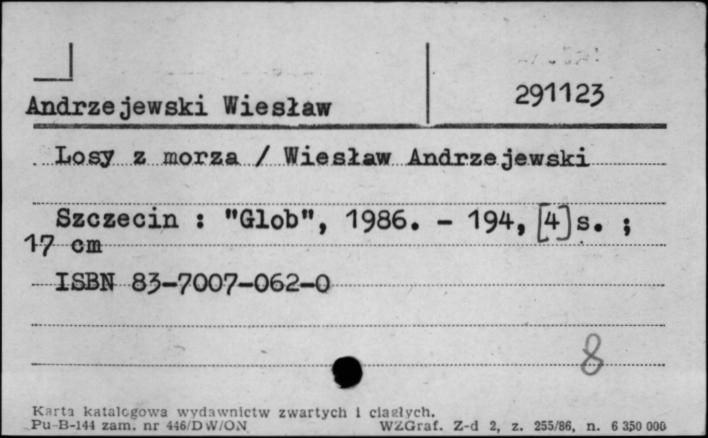 291123
Andrzejewski Wiesław
Losy z morza / Wiesław Andrzejewski
Szczecin : "Glob", 1986. - 194, [4] s. ;
17 cm
ISBN 83-7007-062-0
8
Karta katalogowa wydawnictw zwartych i ciagłych.
Pu-B-144 zam. nr 446/DW/ON WZGraf. Z-d 2, z. 255/86, n. 6 350 000